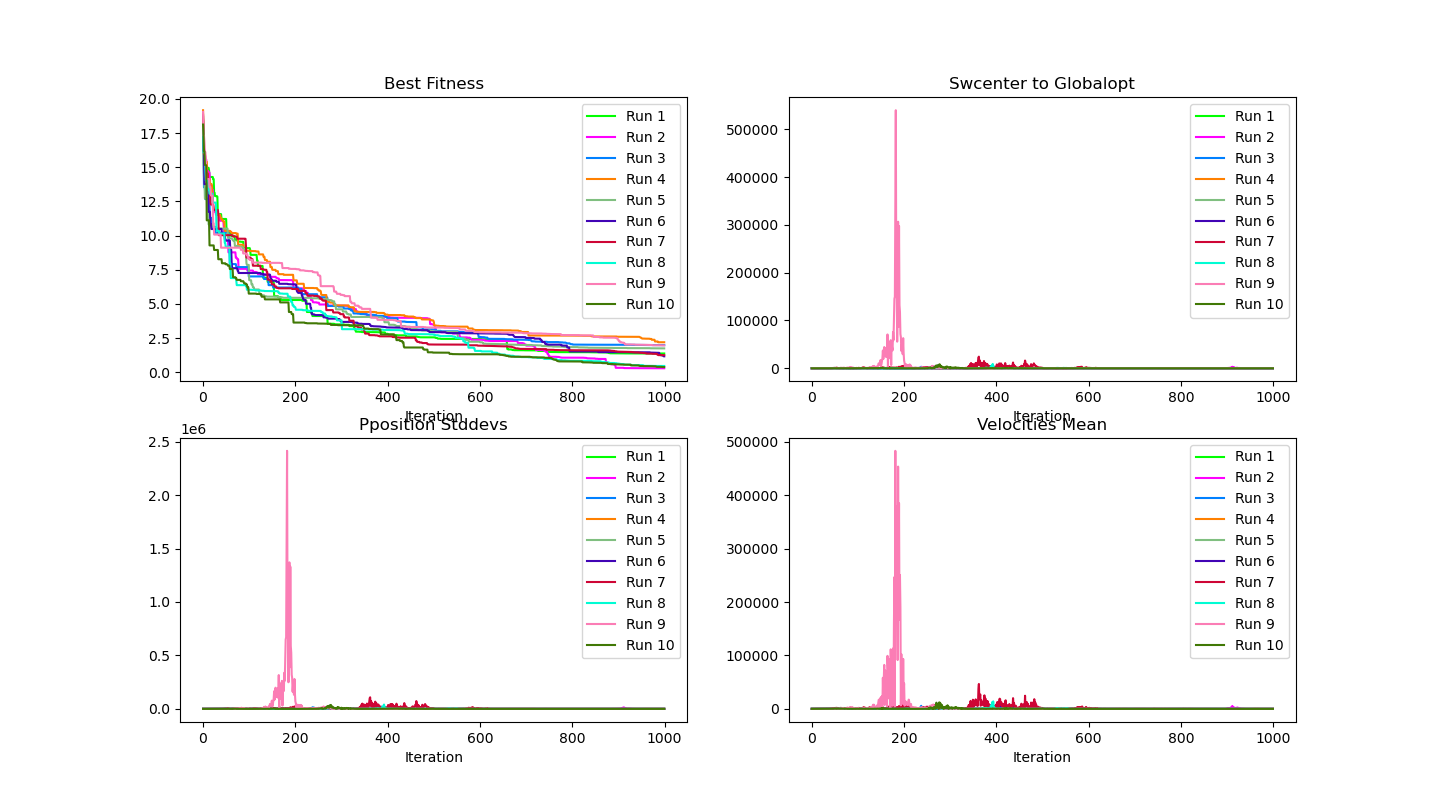 Best Fitness
20.0
17.5
15.0
12.5
10.0
7.5
5.0
2.5
0.0
0 200 400 600 800 1000
Iteration
Run 1
Run 2
Run 3
Run 4
Run 5
Run 6
Run 7
Run 8
Run 9
Run 10
Swcenter to Globalopt
500000
400000
300000
200000
100000
0
0 200 400 600 800 1000
Iteration
Run 1
Run 2
Run 3
Run 4
Run 5
Run 6
Run 7
Run 8
Run 9
Run 10
Pposition Stddevs
1e6
2.5
2.0
1.5
1.0
0.5
0.0
0 200 400 600 800 1000
Iteration
Run 1
Run 2
Run 3
Run 4
Run 5
Run 6
Run 7
Run 8
Run 9
Run 10
Velocities Mean
500000
400000
300000
200000
100000
0
0 200 400 600 800 1000
Iteration
Run 1
Run 2
Run 3
Run 4
Run 5
Run 6
Run 7
Run 8
Run 9
Run 10